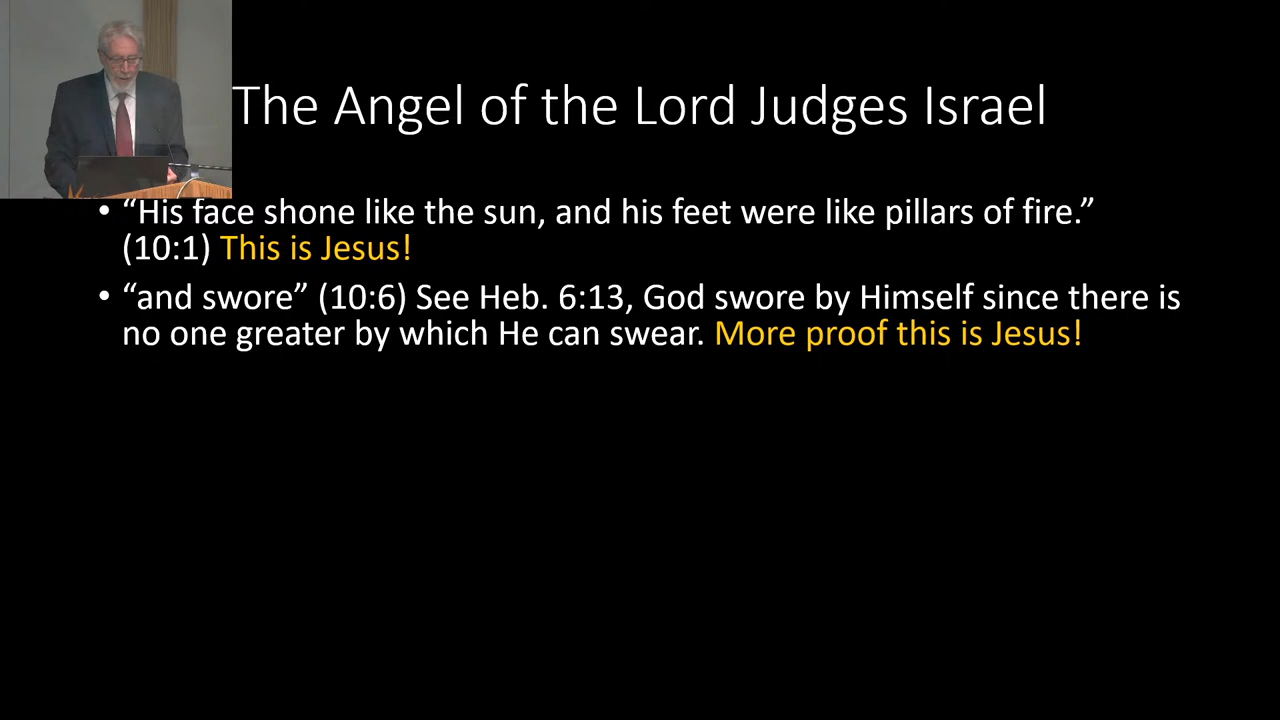 The Angel of the Lord Judges Israel
• “His face shone like the sun, and his feet were like pillars of fire.”
(10:1) This is Jesus!
• “and swore” (10:6) See Heb. 6:13, God swore by Himself since there is
no one greater by which He can swear. More proof this is Jesus!